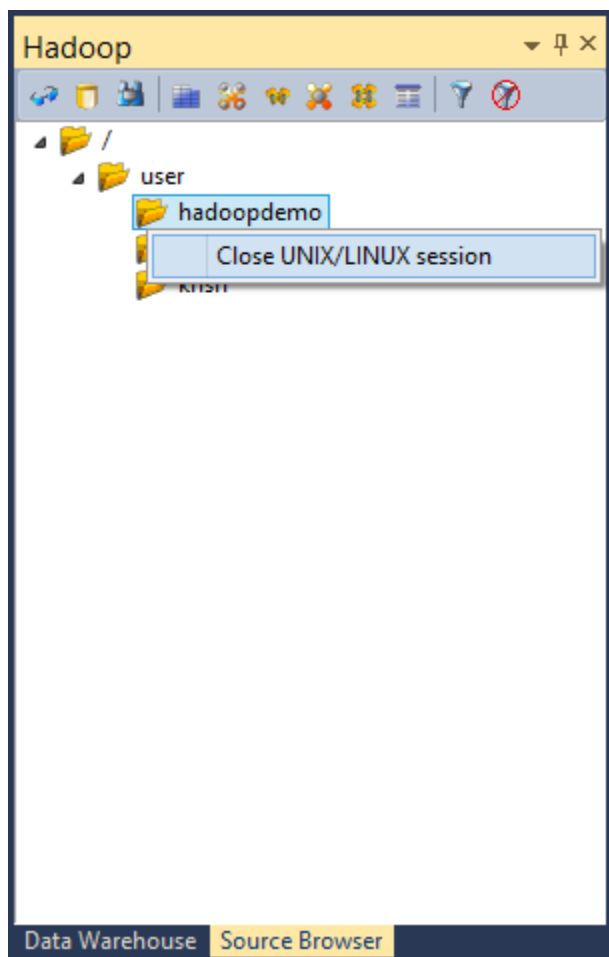 Hadoop
/
user
hadoopdemo
Close UNIX/LINUX session
Data Warehouse Source Browser